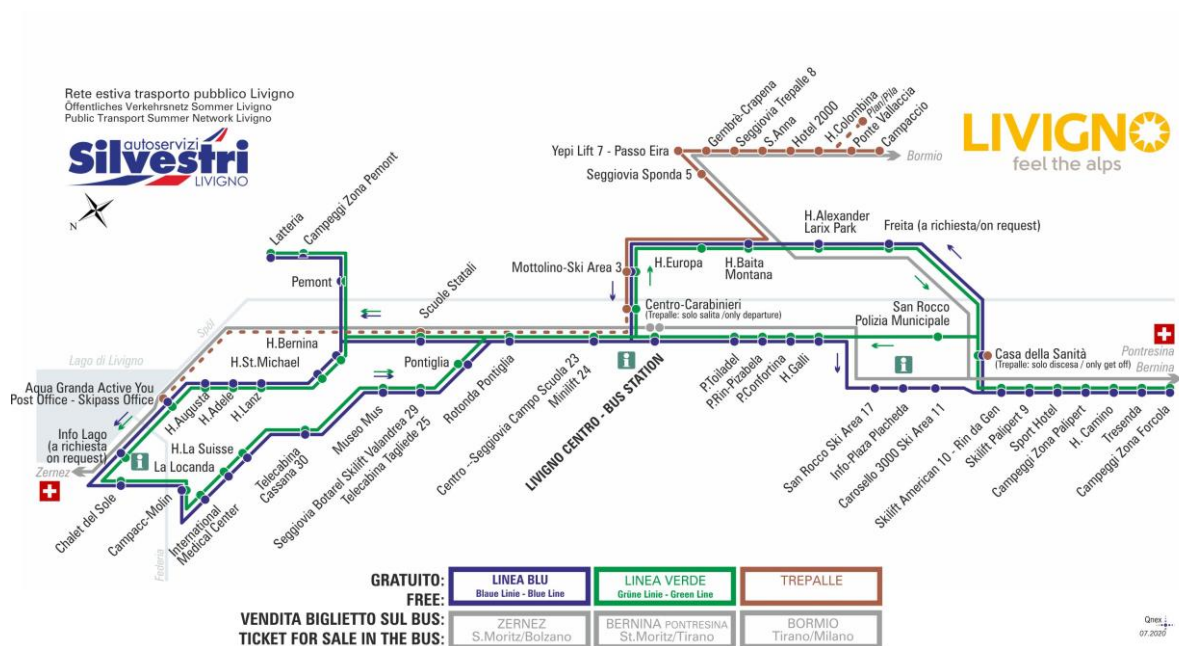 Rete estiva trasporto pubblico Livigno
Öffentliches Verkehrsnetz Sommer Livigno
Public Transport Summer Network Livigno
autoservizi
Silvestri
LIVIGNO
N
LIVIGNO
feel the alps
Gembrè-Crapena
Seggiovia Trepalle 8
S.Anna
Hotel 2000
H.Colombina
Plan/Pila
Ponte Vallaccia
Campaccio
Yepi Lift 7 - Passo Eira
Bormio
Seggiovia Sponda 5
Latteria
Campeggi Zona Pemont
H.Alexander
Larix Park
Freita (a richiesta/on request)
Mottolino-Ski Area 3
H.Europa
H.Baita
Montana
Pemont
Scuole Statali
Centro-Carabinieri
(Trepalle: solo salita /only departure)
San Rocco
Polizia Municipale
Spöl
H.Bernina
Lago di Livigno
H.St.Michael
Pontiglia
Casa della Sanità
(Trepalle: solo discesa / only get off)
Pontresina
Bernina
Aqua Granda Active You
Post Office - Skipass Office
H.Augusta
H.Adele
H.Lanz
Info Lago
(a richiesta
on request)
Zernez
i
H.La Suisse
La Locanda
Chalet del Sole
Campacc-Molin
Federia
International
Medical Center
Telecabina
Cassana 30
Museo Mus
Seggiovia Botarel Skilift Valandrea 29
Telecabina Tagliede 25
Rotonda Pontiglia
Centro --Seggiovia Campo Scuola 23
Minilift 24
i
LIVIGNO CENTRO - BUS STATION
P.Toiladel
P.Rin-Pizabela
P.Confortina
H.Galli
i
San Rocco Ski Area 17
Info-Plaza Placheda
Carosello 3000 Ski Area 11
Skilift American 10 - Rin da Gen
Skilift Palipert 9
Sport Hotel
Campeggi Zona Palipert
H. Camino
Tresenda
Campeggi Zona Forcola
GRATUITO:
FREE:
LINEA BLU
Blaue Linie - Blue Line
LINEA VERDE
Grüne Linie - Green Line
TREPALLE
VENDITA BIGLIETTO SUL BUS:
TICKET FOR SALE IN THE BUS:
ZERNEZ
S.Moritz/Bolzano
BERNINA PONTRESINA
St.Moritz/Tirano
BORMIO
Tirano/Milano
Qnex
07.2020